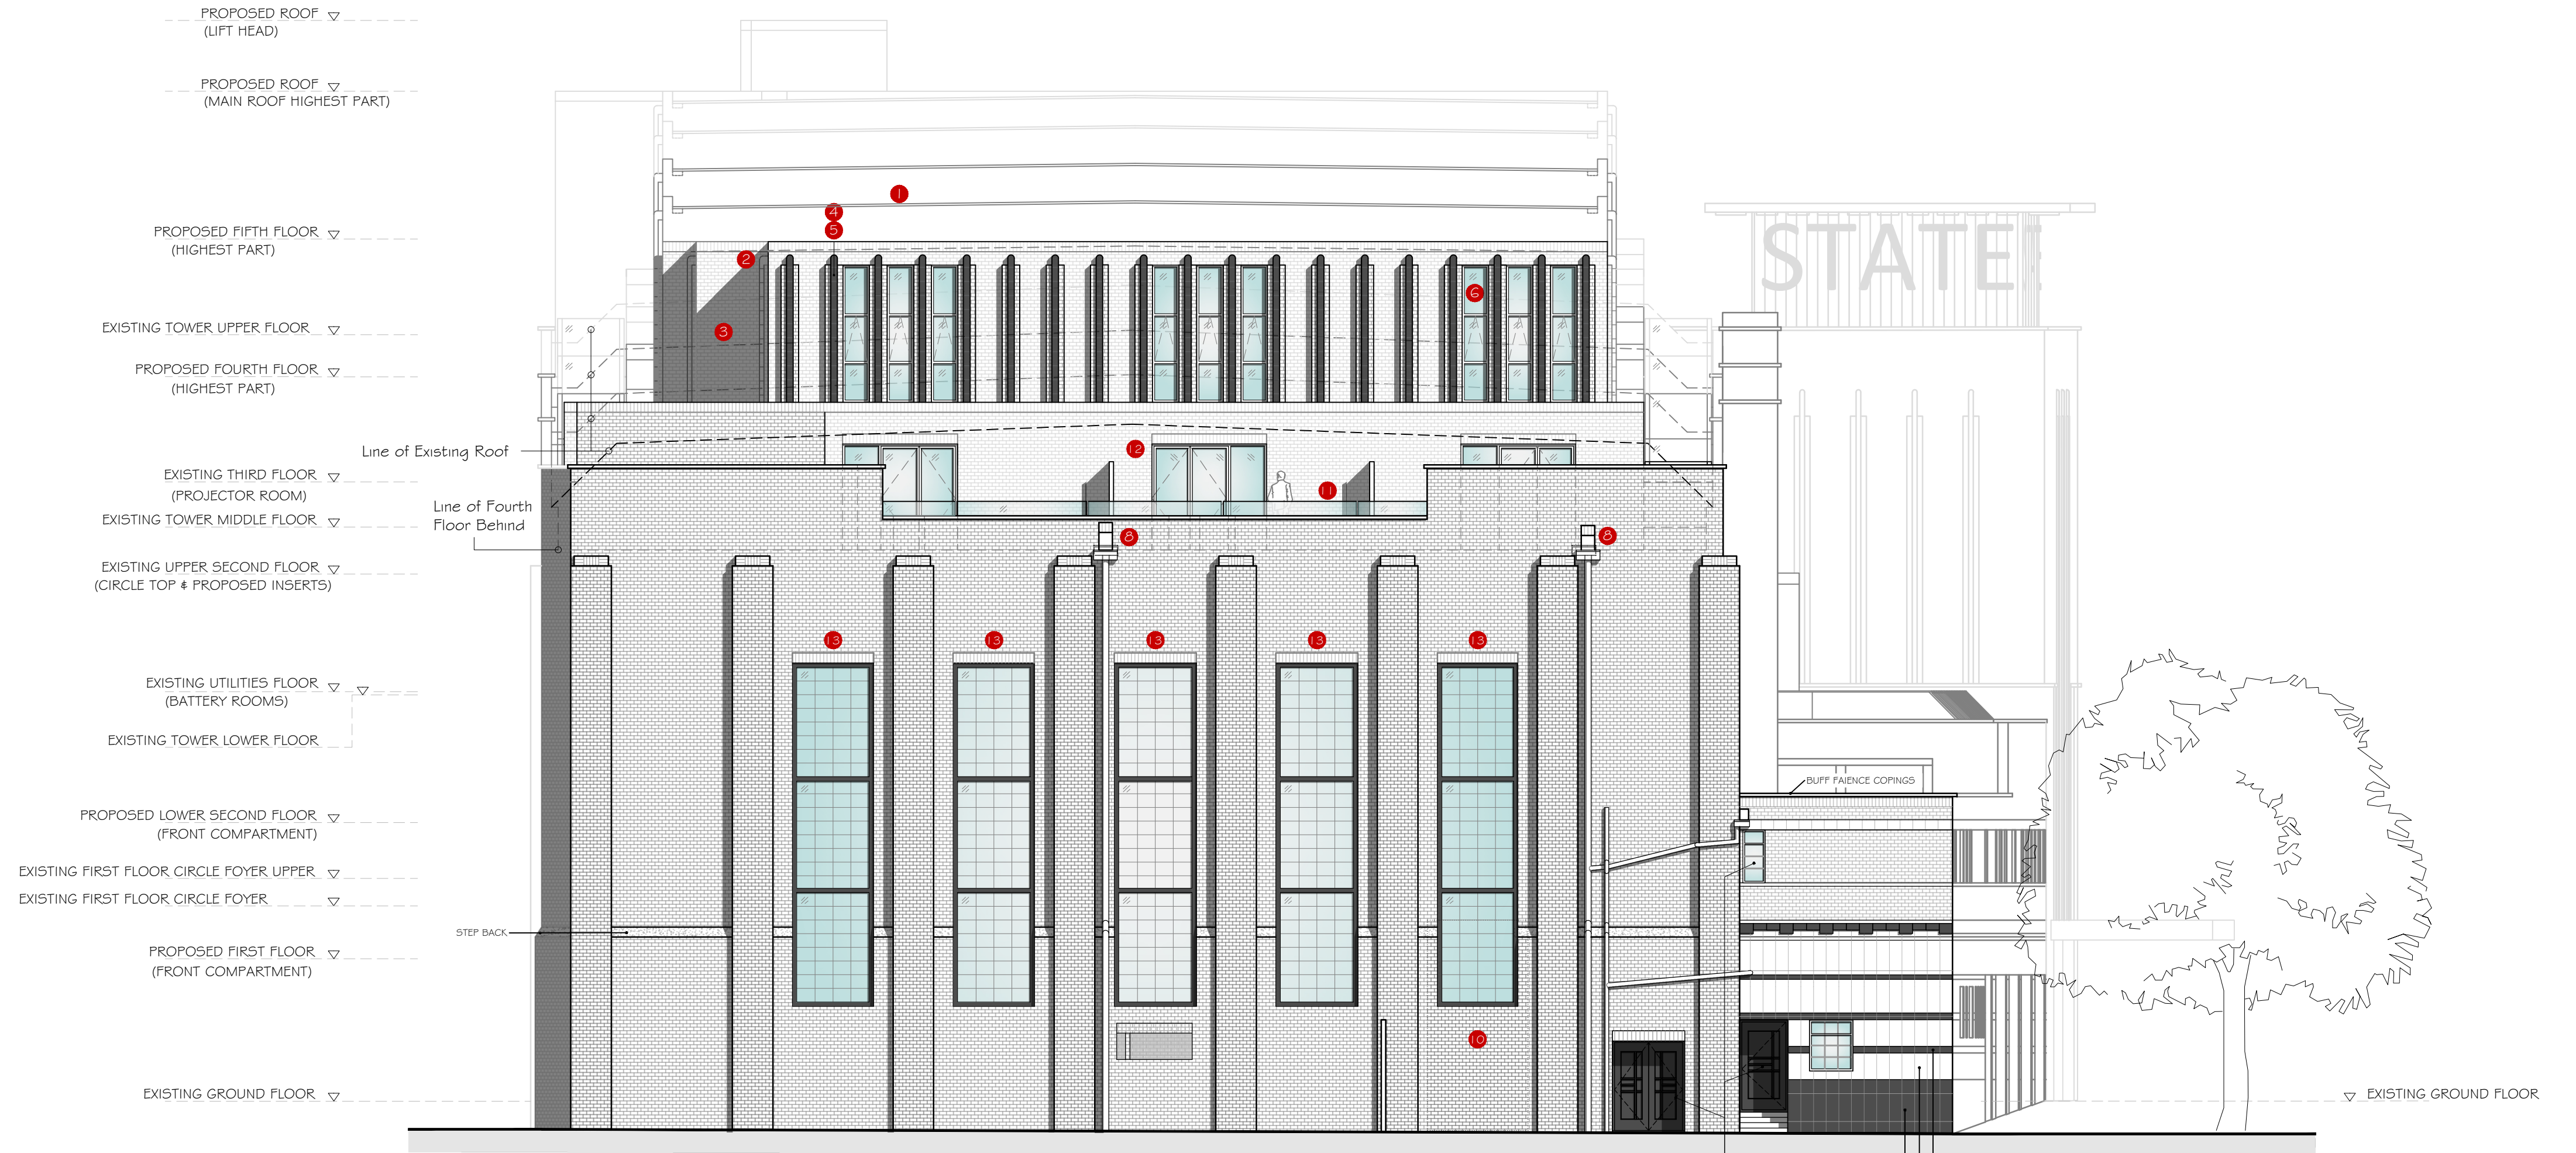 PROPOSED ROOF
(LIFT HEAD)
PROPOSED ROOF
(MAIN ROOF HIGHEST PART)
PROPOSED FIFTH FLOOR
(HIGHEST PART)
EXISTING TOWER UPPER FLOOR
PROPOSED FOURTH FLOOR
(HIGHEST PART)
Line of Existing Roof
EXISTING THIRD FLOOR
(PROJECTOR ROOM)
Line of Fourth
Floor Behind
EXISTING TOWER MIDDLE FLOOR
EXISTING UPPER SECOND FLOOR
(CIRCLE TOP & PROPOSED INSERTS)
EXISTING UTILITIES FLOOR
(BATTERY ROOMS)
EXISTING TOWER LOWER FLOOR
PROPOSED LOWER SECOND FLOOR
(FRONT COMPARTMENT)
EXISTING FIRST FLOOR CIRCLE FOYER UPPER
EXISTING FIRST FLOOR CIRCLE FOYER
STEP BACK
PROPOSED FIRST FLOOR
(FRONT COMPARTMENT)
EXISTING GROUND FLOOR
1
4
5
2
3
6
12
11
8
8
13
13
13
13
13
10
STATE
BUFF FAIENCE COPINGS
EXISTING GROUND FLOOR